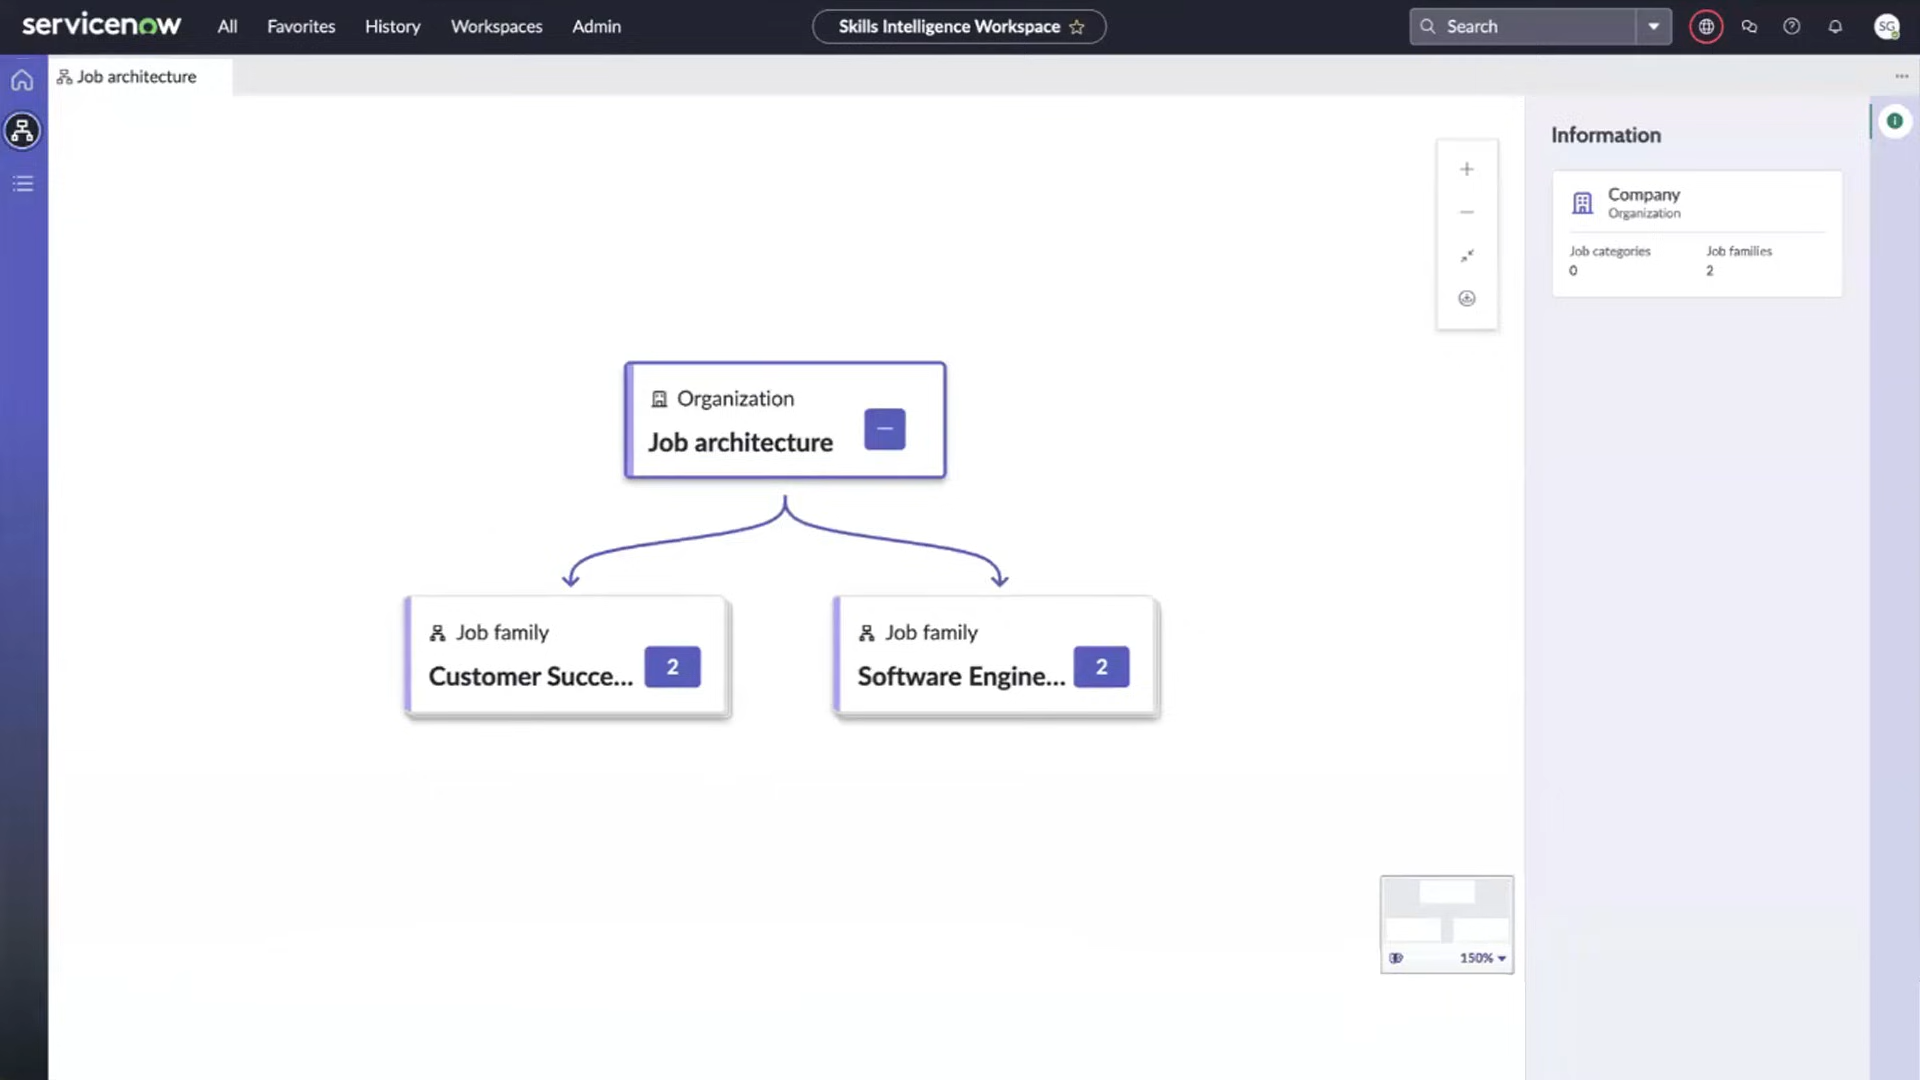 servicenow All Favorites History Workspaces Admin Skills Intelligence Workspace Search SG
Job architecture
Information
Company
Organization
Job categories Job families
0 2
Organization
Job architecture
Job family
Customer Succe... 2
Job family
Software Engine... 2
150%